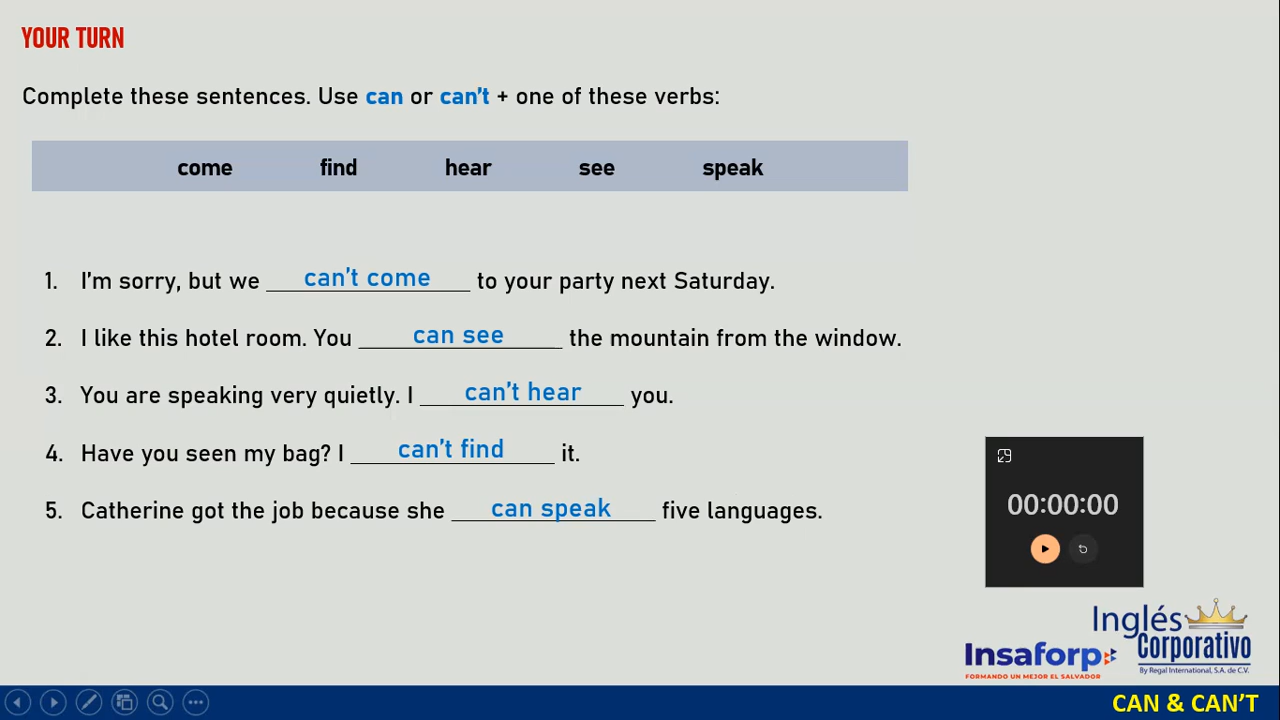 YOUR TURN
Complete these sentences. Use can or can't + one of these verbs:
come find hear see speak
1. I'm sorry, but we can't come to your party next Saturday.
2. I like this hotel room. You can see the mountain from the window.
3. You are speaking very quietly. I can't hear you.
4. Have you seen my bag? I can't find it.
5. Catherine got the job because she can speak five languages.
00:00:00
Inglés
Corporativo
By Regal International, S.A. de C.V.
Insaforp
FORMANDO UN MEJOR EL SALVADOR
CAN & CAN'T